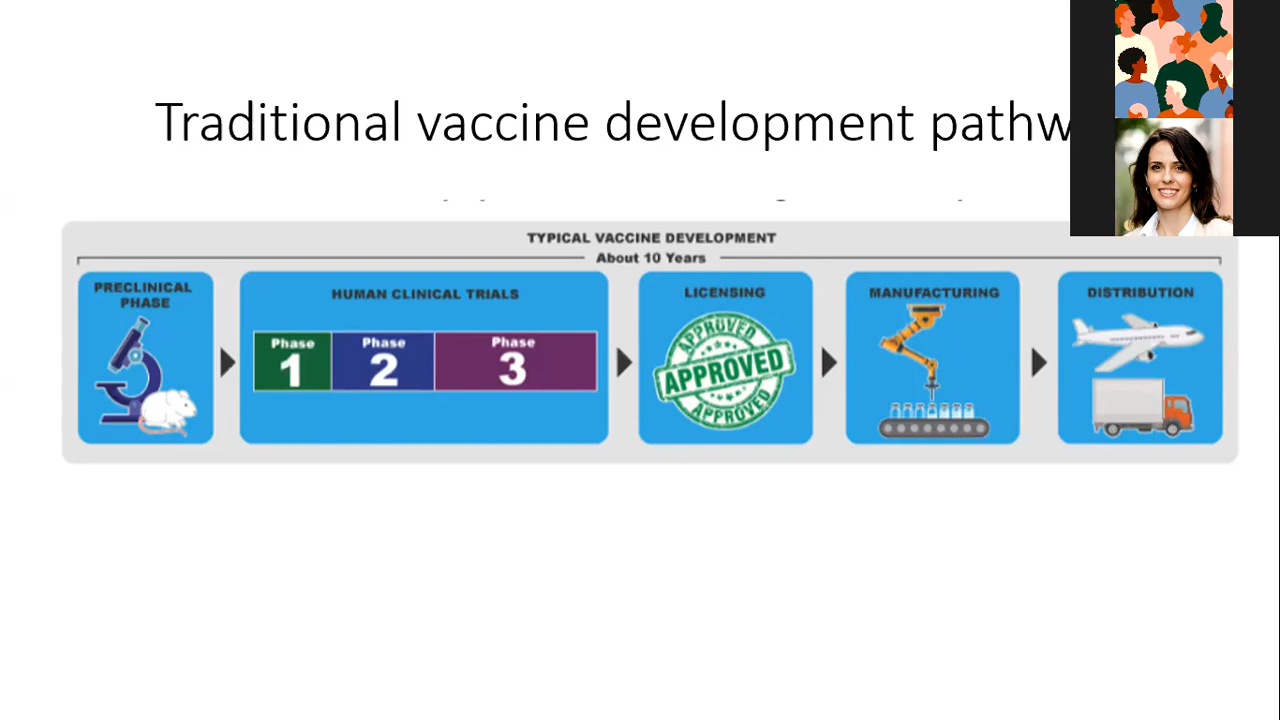 Traditional vaccine development pathw
TYPICAL VACCINE DEVELOPMENT
About 10 Years
PRECLINICAL
PHASE
HUMAN CLINICAL TRIALS
Phase
1
Phase
2
Phase
3
LICENSING
APPROVED
APPROVED
APPROVED
MANUFACTURING
DISTRIBUTION